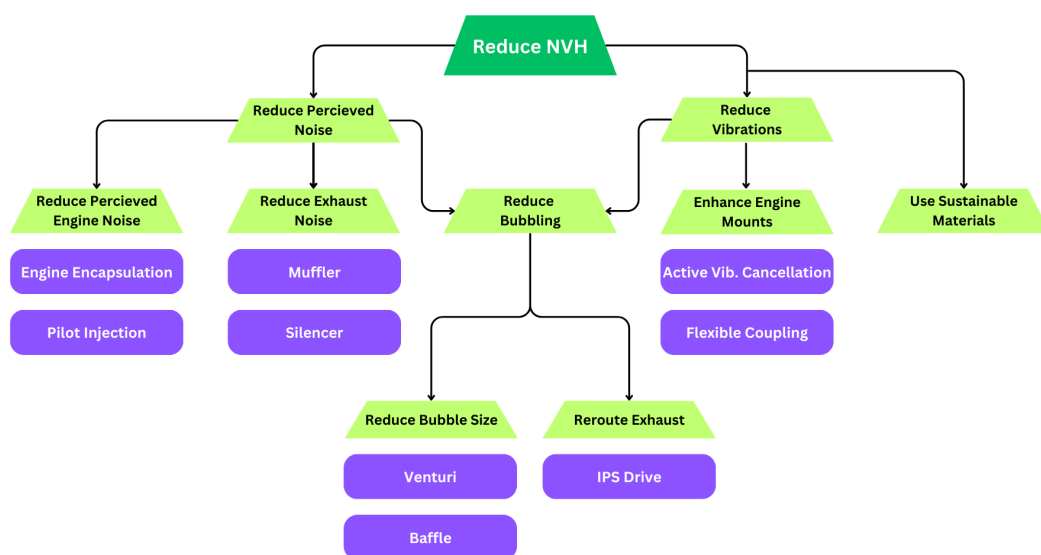 Reduce NVH
Reduce Percieved
Noise
Reduce
Vibrations
Reduce Percieved
Engine Noise
Reduce Exhaust
Noise
Reduce
Bubbling
Enhance Engine
Mounts
Use Sustainable
Materials
Engine Encapsulation
Muffler
Active Vib. Cancellation
Pilot Injection
Silencer
Flexible Coupling
Reduce Bubble Size
Reroute Exhaust
Venturi
IPS Drive
Baffle